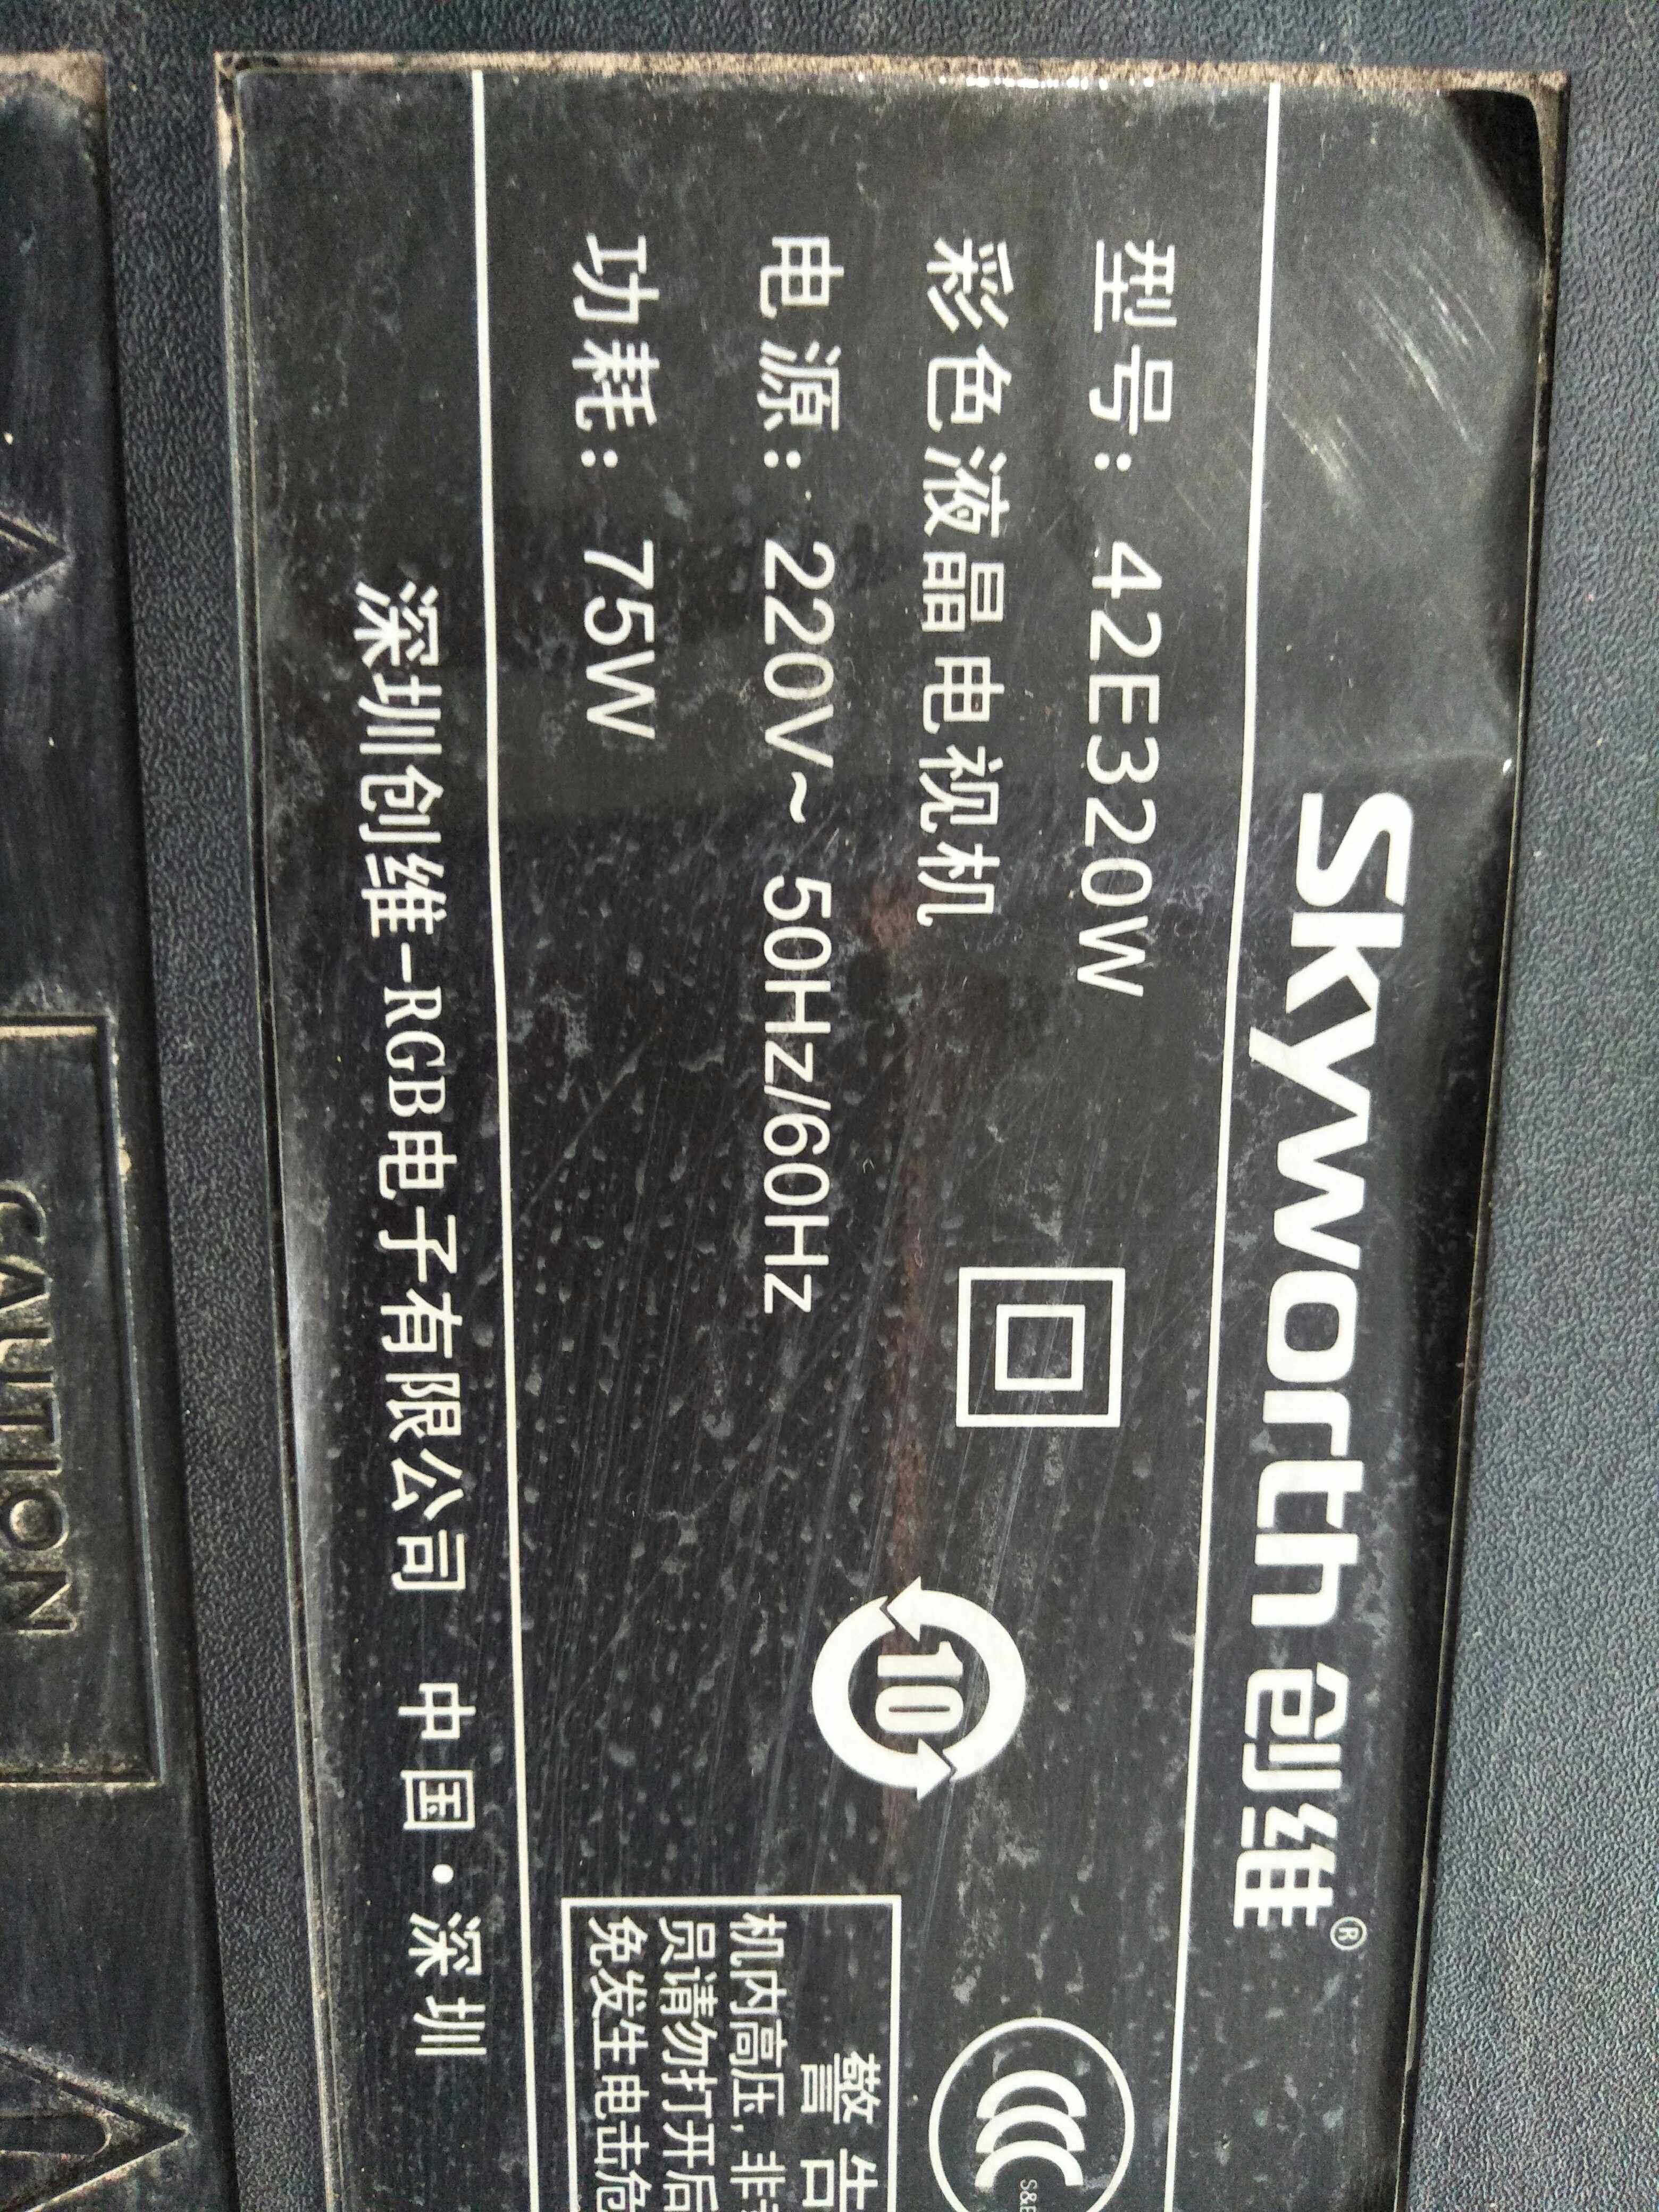 Skyworth 创维®
型号: 42E320W
彩色液晶电视机
电源: 220V~ 50Hz/60Hz
功耗: 75W
10
S&E
警告
机内高压, 非
员请勿打开后
免发生电击危
深圳创维-RGB电子有限公司 中国·深圳
CAUTION